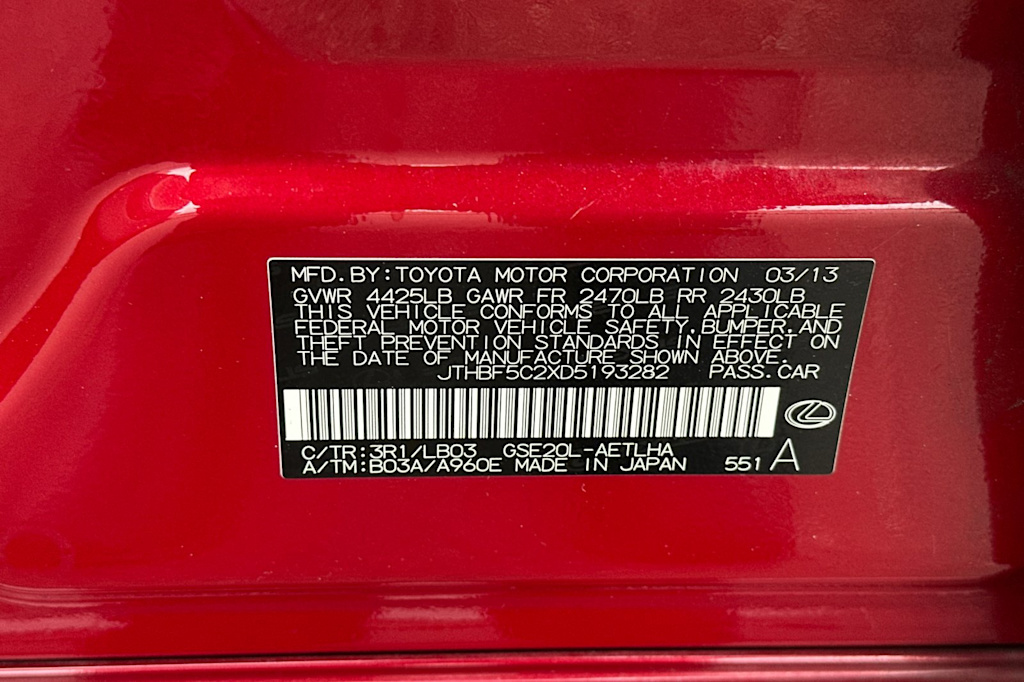 MFD.BY:TOYOTA MOTOR CORPORATION 03/13
GVWR 4425LB GAWR FR 2470LB RR 2430LB
THIS VEHICLE CONFORMS TO ALL APPLICABLE
FEDERAL MOTOR VEHICLE SAFETY,BUMPER,AND
THEFT PREVENTION STANDARDS IN EFFECT ON
THE DATE OF MANUFACTURE SHOWN ABOVE.
JTHBF5C2XD5193282 PASS.CAR
C/TR:3R1/LB03 GSE20L-AETLHA
A/TM:B03A/A960E MADE IN JAPAN 551 A